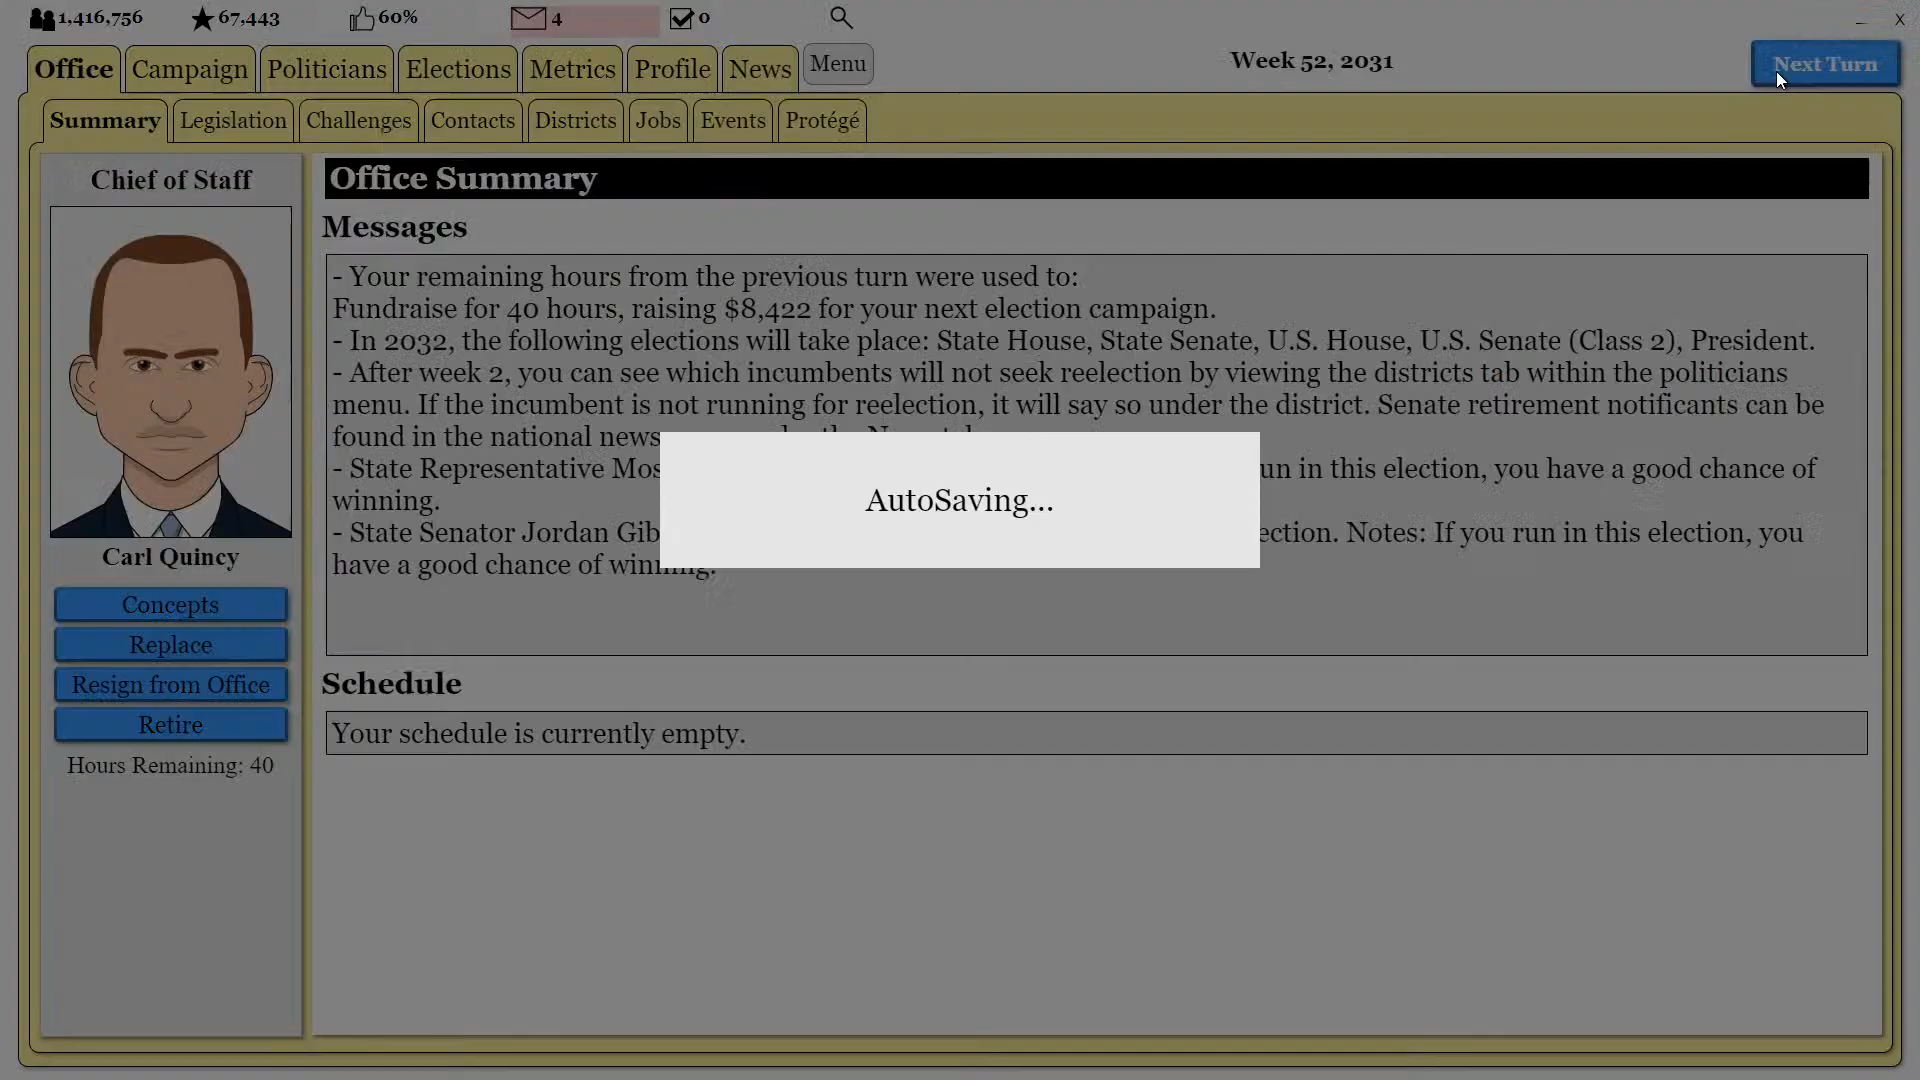 1,416,756 67,443 60% 4 0
Office Campaign Politicians Elections Metrics Profile News Menu Week 52, 2031 Next Turn
X
Summary Legislation Challenges Contacts Districts Jobs Events Protégé
Chief of Staff
Carl Quincy
Concepts
Replace
Resign from Office
Retire
Hours Remaining: 40
Office Summary
Messages
- Your remaining hours from the previous turn were used to:
Fundraise for 40 hours, raising $8,422 for your next election campaign.
- In 2032, the following elections will take place: State House, State Senate, U.S. House, U.S. Senate (Class 2), President.
- After week 2, you can see which incumbents will not seek reelection by viewing the districts tab within the politicians
menu. If the incumbent is not running for reelection, it will say so under the district. Senate retirement notificants can be
found in the national news
- State Representative Mos un in this election, you have a good chance of
winning.
- State Senator Jordan Gib ection. Notes: If you run in this election, you
have a good chance of winning.
AutoSaving...
Schedule
Your schedule is currently empty.